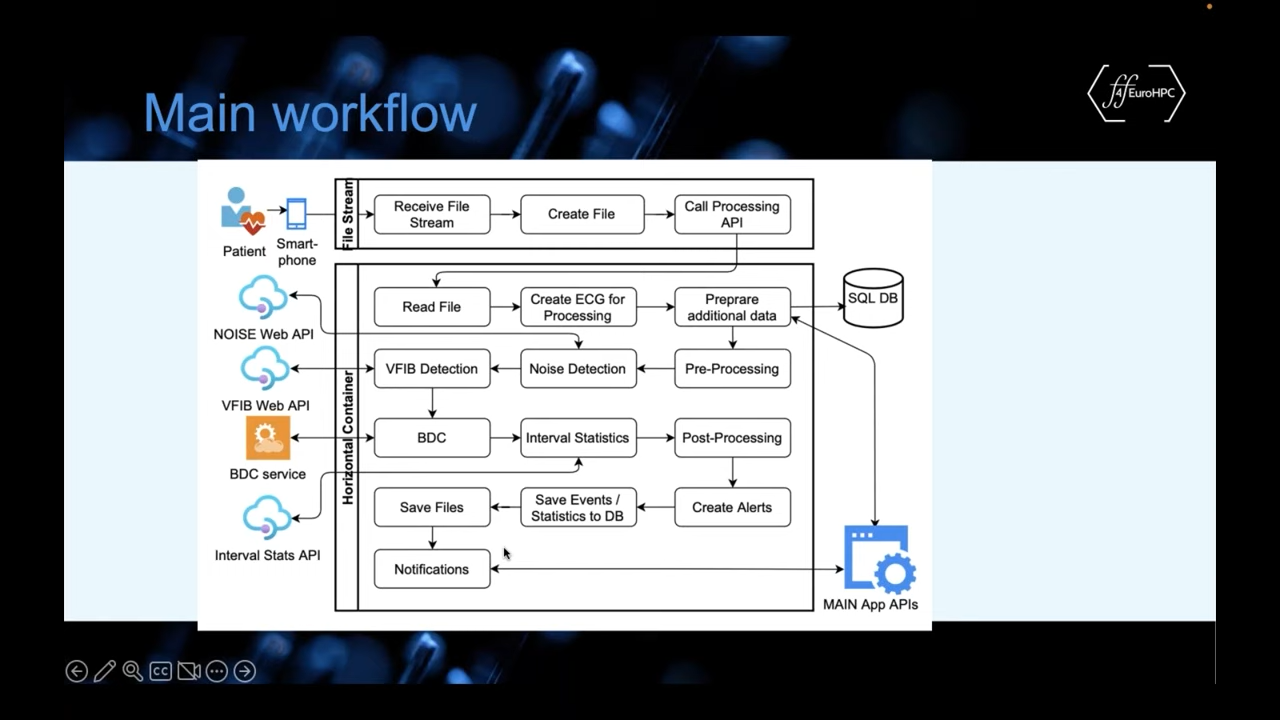 Main workflow
ff4EuroHPC
File Stream
Receive File
Stream
Create File
Call Processing
API
Patient
Smart-
phone
Horizontal Container
Read File
Create ECG for
Processing
Preprare
additional data
SQL DB
NOISE Web API
VFIB Detection
Noise Detection
Pre-Processing
VFIB Web API
BDC
Interval Statistics
Post-Processing
BDC service
Save Files
Save Events /
Statistics to DB
Create Alerts
Interval Stats API
Notifications
MAIN App APIs
CC